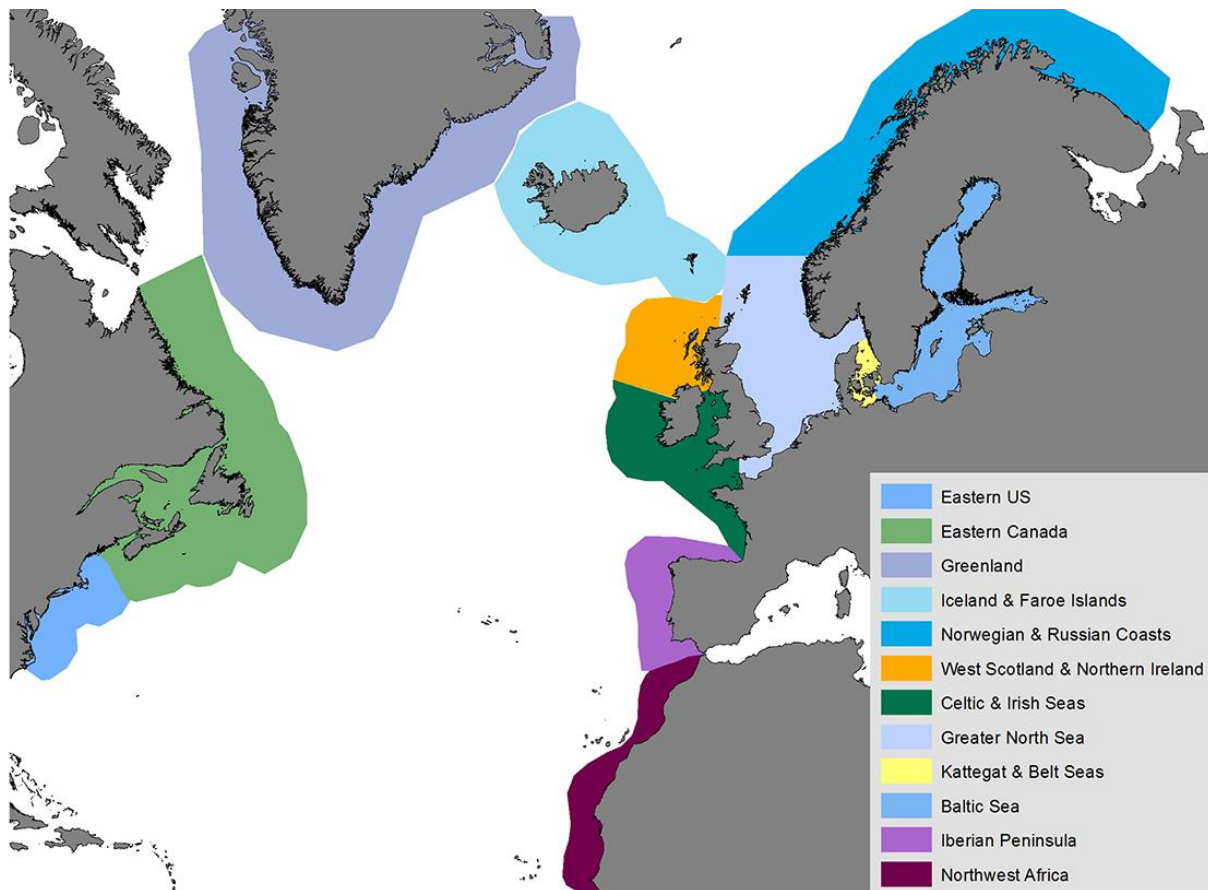 Eastern US
Eastern Canada
Greenland
Iceland & Faroe Islands
Norwegian & Russian Coasts
West Scotland & Northern Ireland
Celtic & Irish Seas
Greater North Sea
Kattegat & Belt Seas
Baltic Sea
Iberian Peninsula
Northwest Africa